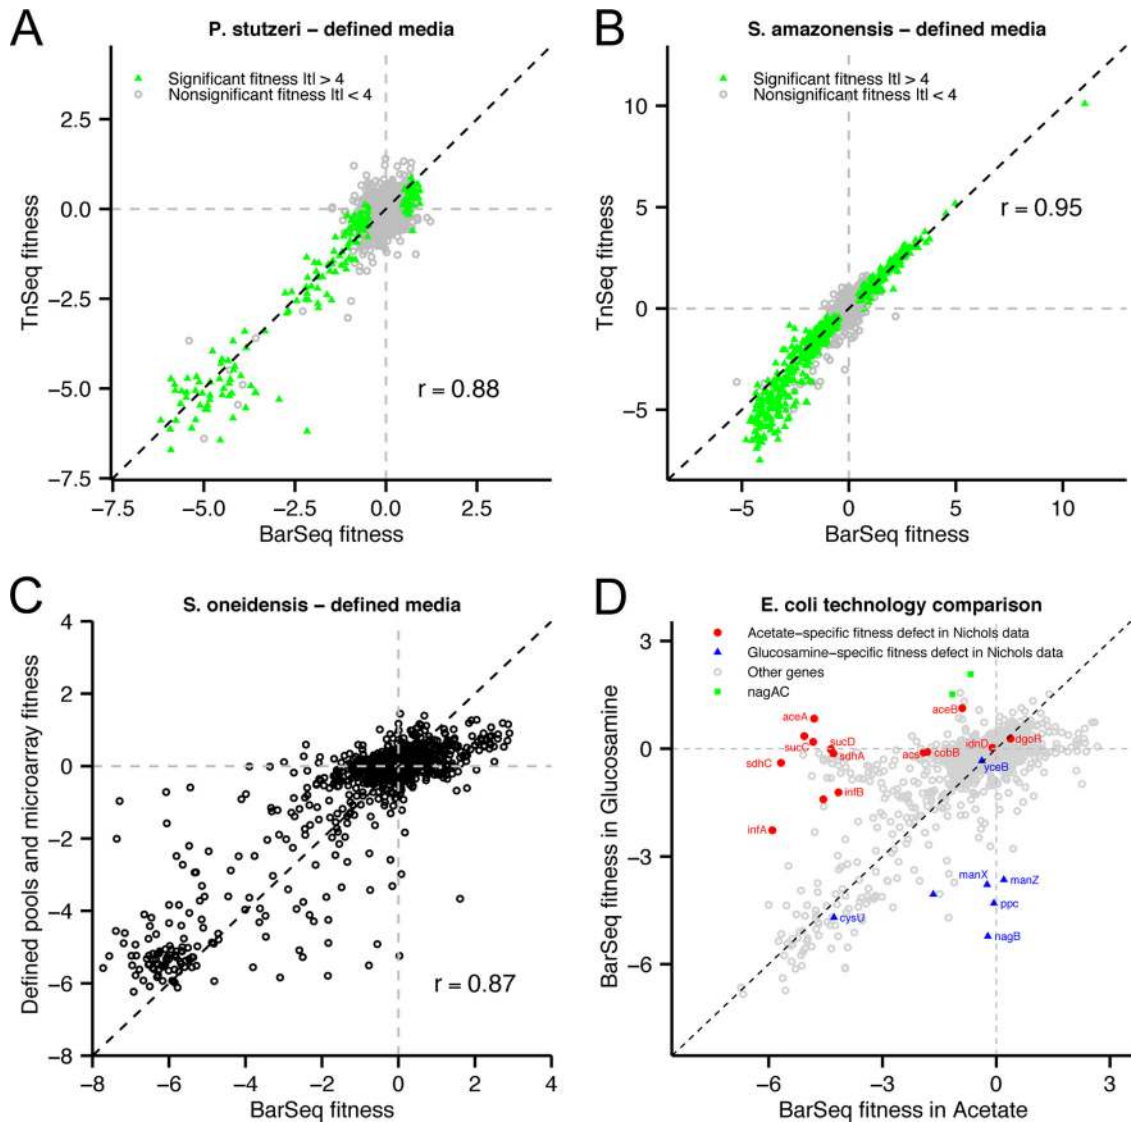 A
P. stutzeri – defined media
Significant fitness |t| > 4
Nonsignificant fitness |t| < 4
2.5
0.0
−2.5
−5.0
−7.5
TnSeq fitness
r = 0.88
−7.5 −5.0 −2.5 0.0 2.5
BarSeq fitness
B
S. amazonensis – defined media
Significant fitness |t| > 4
Nonsignificant fitness |t| < 4
10
5
0
−5
TnSeq fitness
r = 0.95
−5 0 5 10
BarSeq fitness
C
S. oneidensis – defined media
4
2
0
−2
−4
−6
−8
Defined pools and microarray fitness
r = 0.87
−8 −6 −4 −2 0 2 4
BarSeq fitness
D
E. coli technology comparison
Acetate−specific fitness defect in Nichols data
Glucosamine−specific fitness defect in Nichols data
Other genes
nagAC
3
0
−3
−6
BarSeq fitness in Glucosamine
aceA
aceB
sucC
sucD
sdhC
sdhA
acs
cobB
idnD
dgoR
yceB
infB
infA
manX
manZ
ppc
cysU
nagB
−6 −3 0 3
BarSeq fitness in Acetate